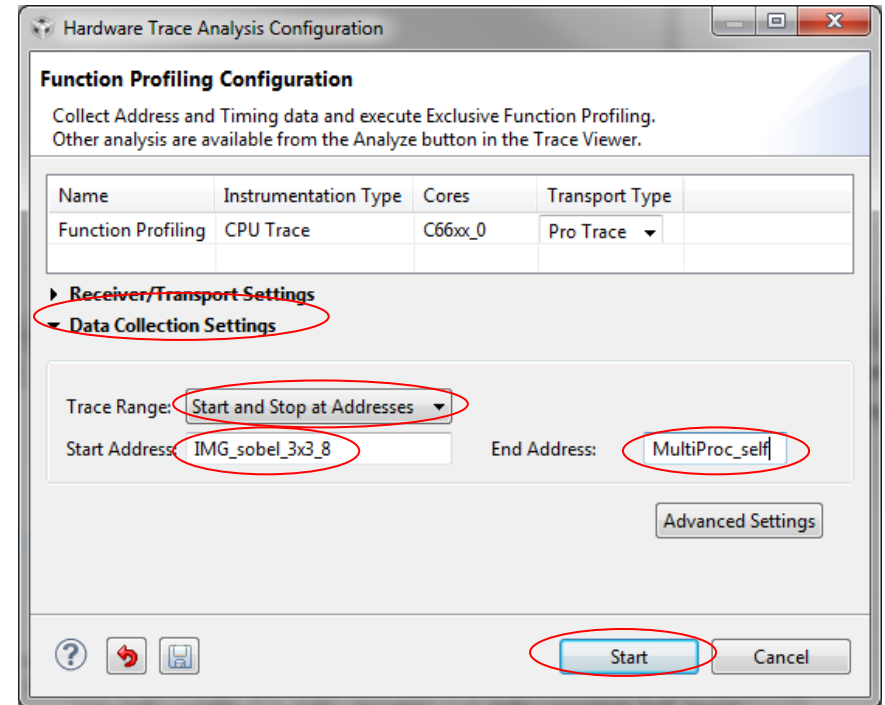 Hardware Trace Analysis Configuration
Function Profiling Configuration
Collect Address and Timing data and execute Exclusive Function Profiling.
Other analysis are available from the Analyze button in the Trace Viewer.
Name Instrumentation Type Cores Transport Type
Function Profiling CPU Trace C66xx_0 Pro Trace
Receiver/Transport Settings
Data Collection Settings
Trace Range: Start and Stop at Addresses
Start Address: IMG_sobel_3x3_8 End Address: MultiProc_self
Advanced Settings
Start Cancel